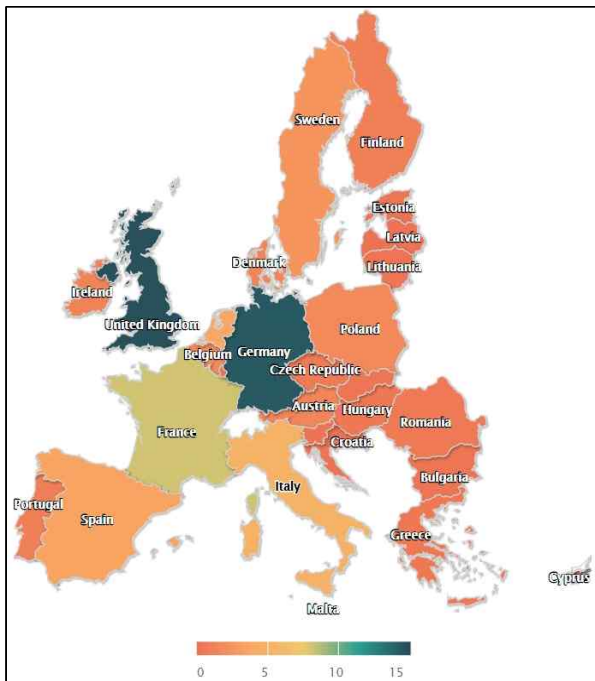 Sweden
Finland
Estonia
Latvia
Denmark
Lithuania
Ireland
United Kingdom
Poland
Belgium
Germany
Czech Republic
Austria
Hungary
Romania
France
Croatia
Bulgaria
Italy
Portugal
Spain
Greece
Cyprus
Malta
0 5 10 15